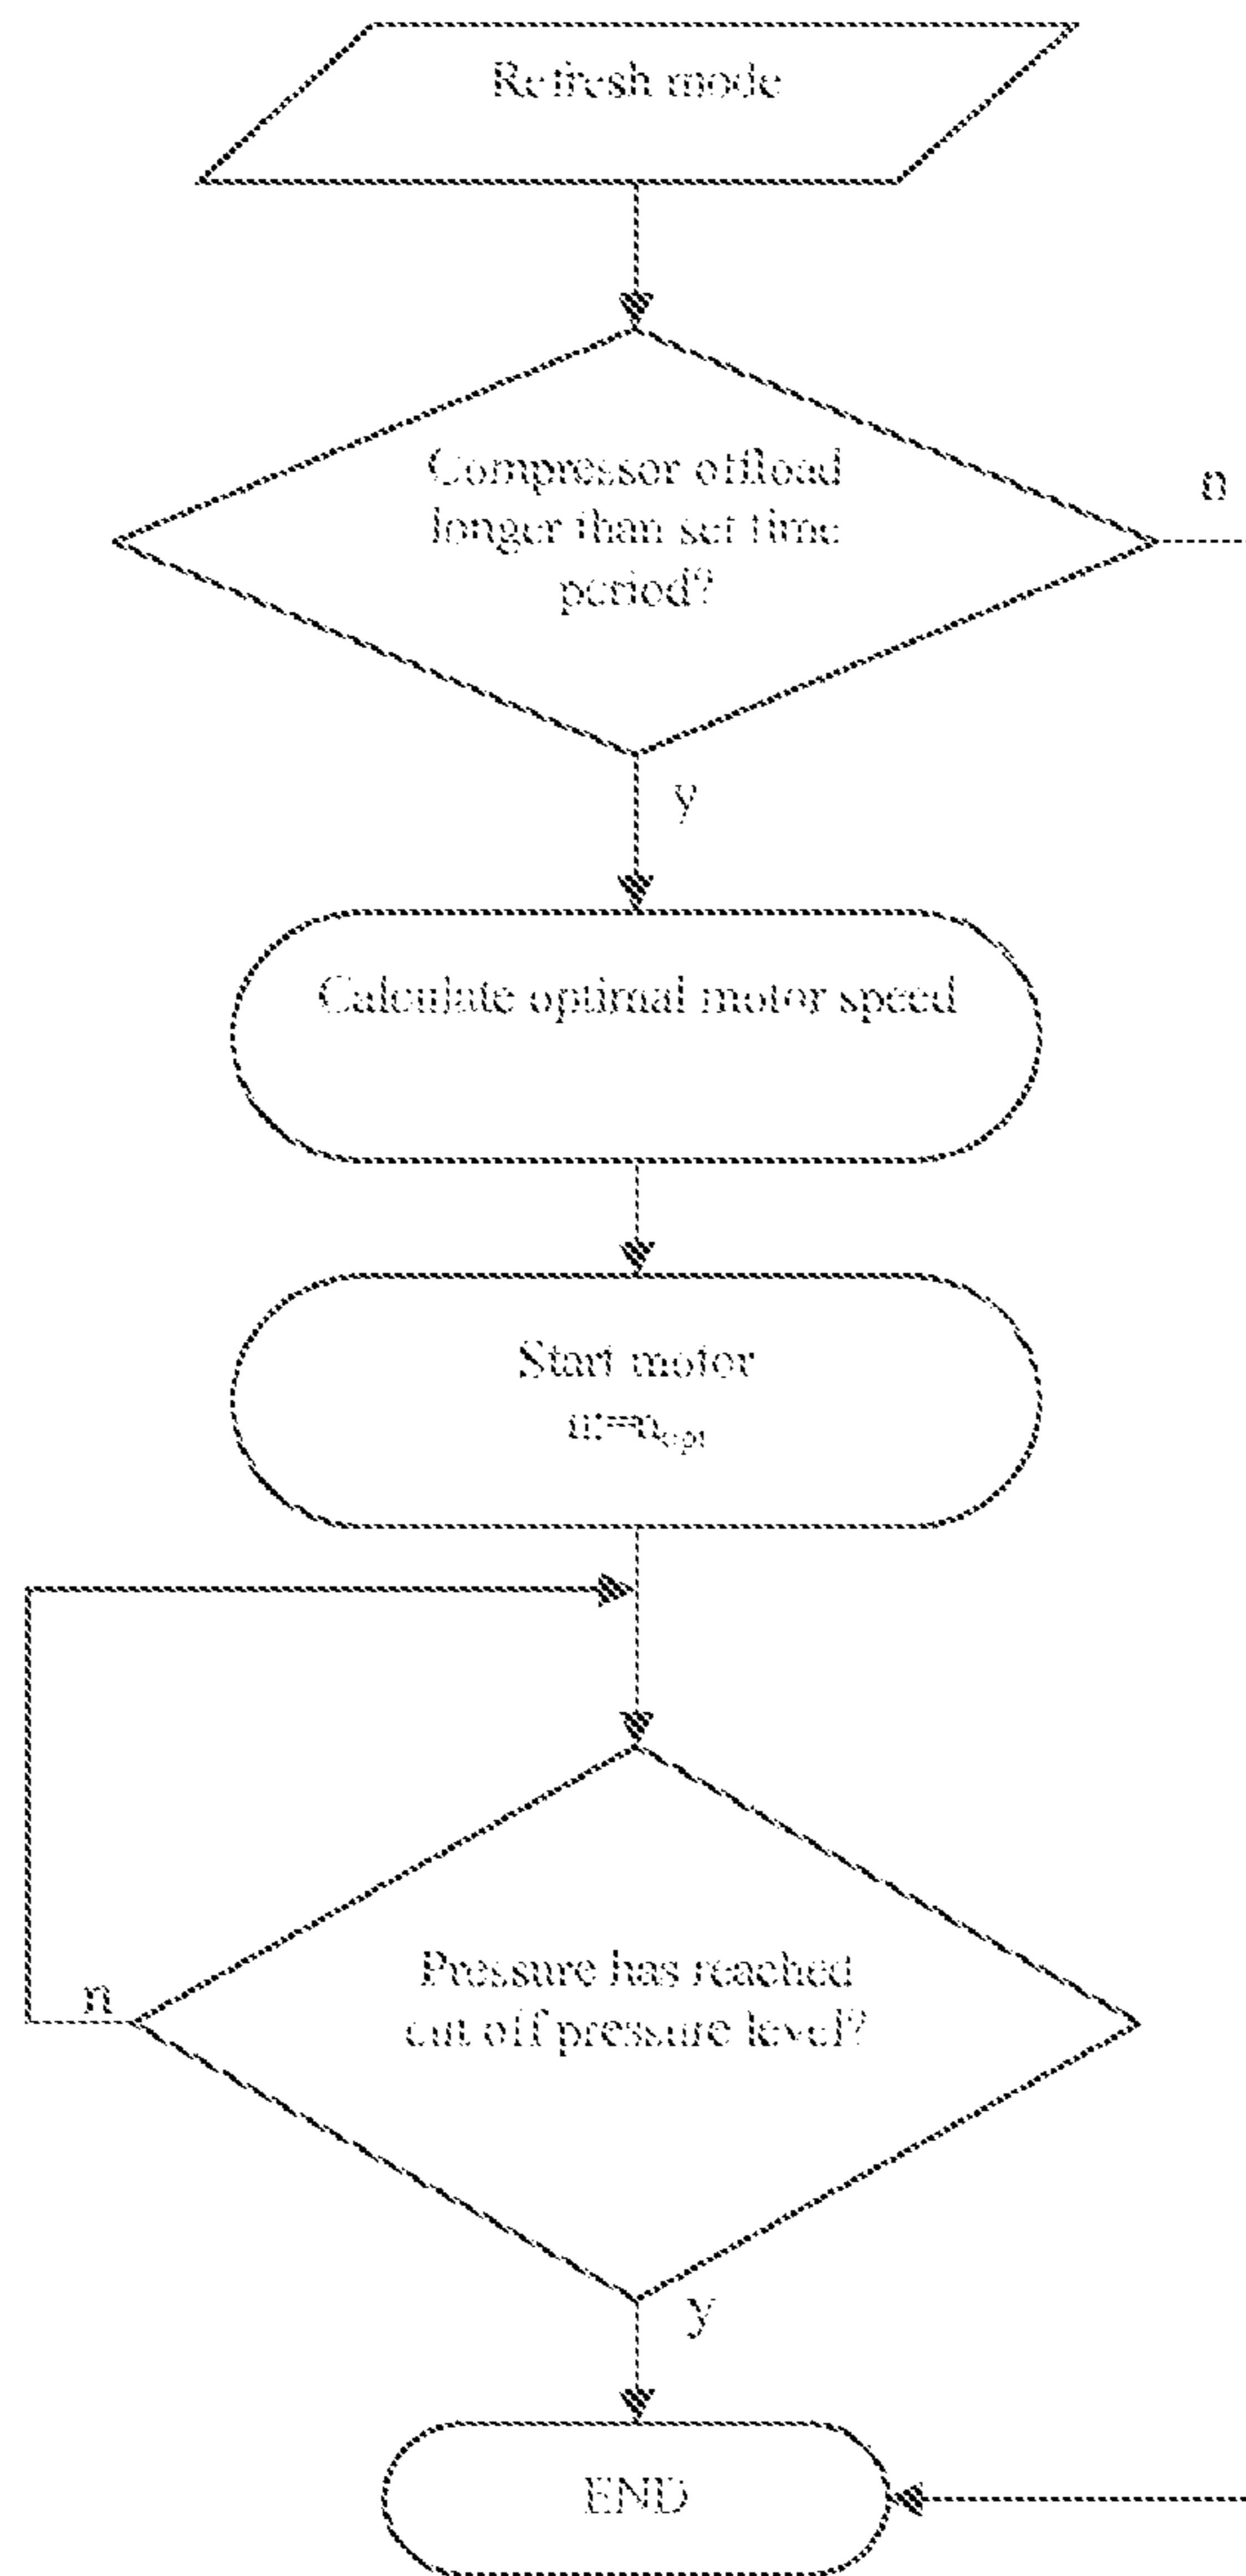 Refresh mode
Compressor offload
longer than set time
period?
n
y
Calculate optimal motor speed
Start motor
n:=nopt
Pressure has reached
cut off pressure level?
n
y
END